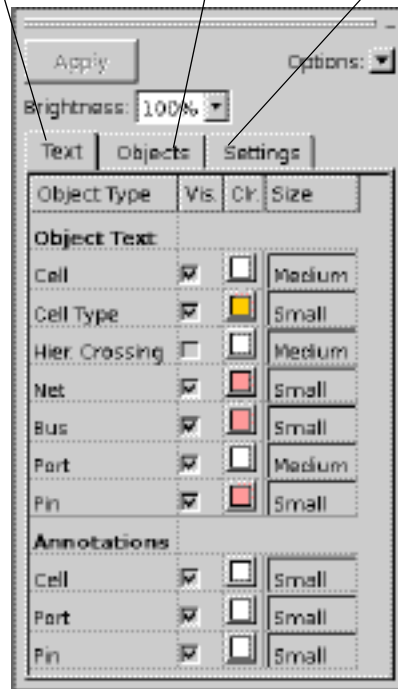 Apply Options:
Brightness: 100%
Text Objects Settings
Object Type Vis. Clr. Size
Object Text
Cell Medium
Cell Type Small
Hier. Crossing Medium
Net Small
Bus Small
Port Medium
Pin Small
Annotations
Cell Small
Port Small
Pin Small